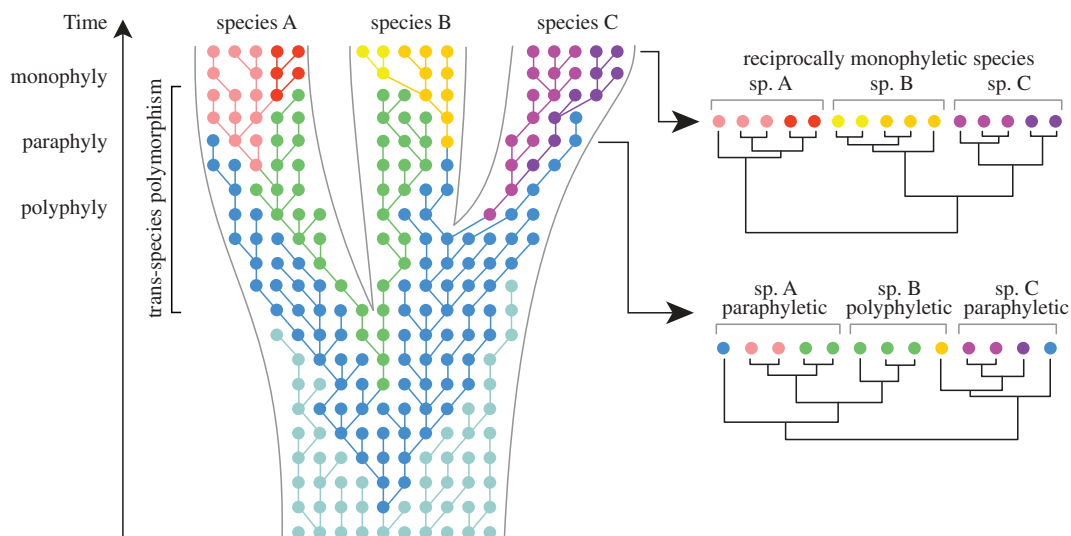 Time
species A
species B
species C
monophyly
paraphyly
polyphyly
trans-species polymorphism
reciprocally monophyletic species
sp. A
sp. B
sp. C
sp. A
paraphyletic
sp. B
polyphyletic
sp. C
paraphyletic